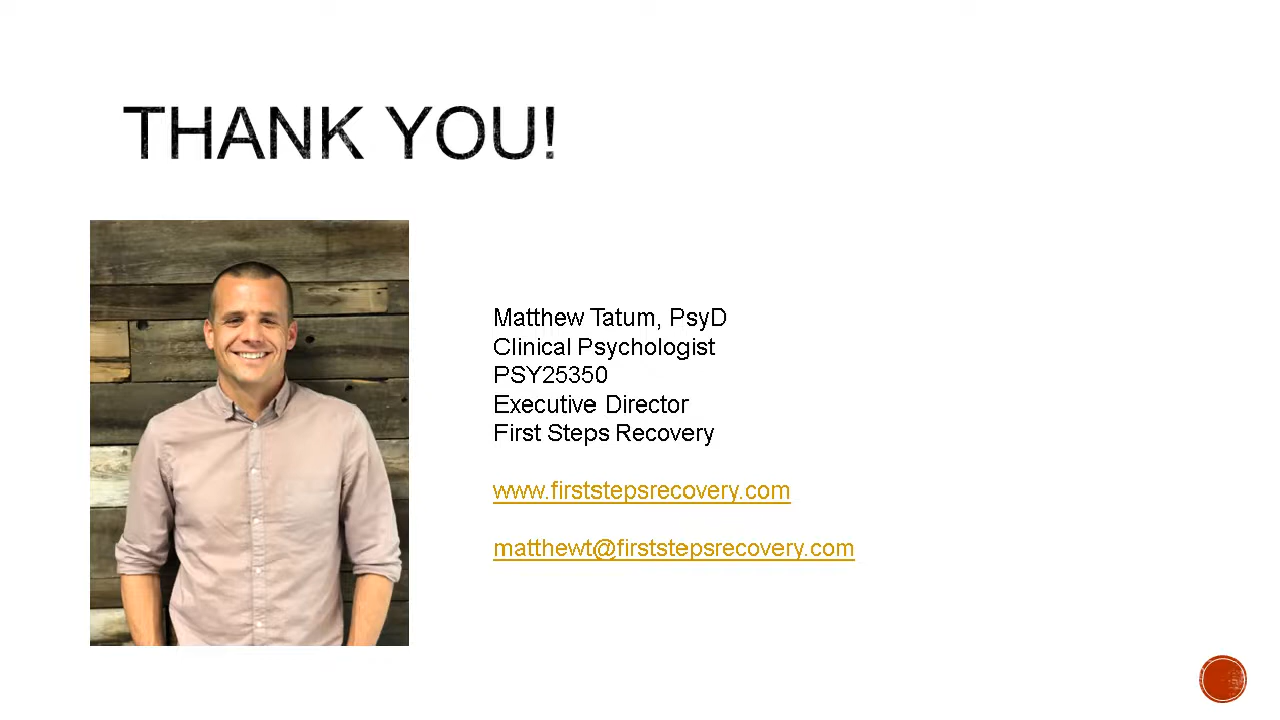 THANK YOU!
Matthew Tatum, PsyD
Clinical Psychologist
PSY25350
Executive Director
First Steps Recovery
www.firststepsrecovery.com
matthewt@firststepsrecovery.com